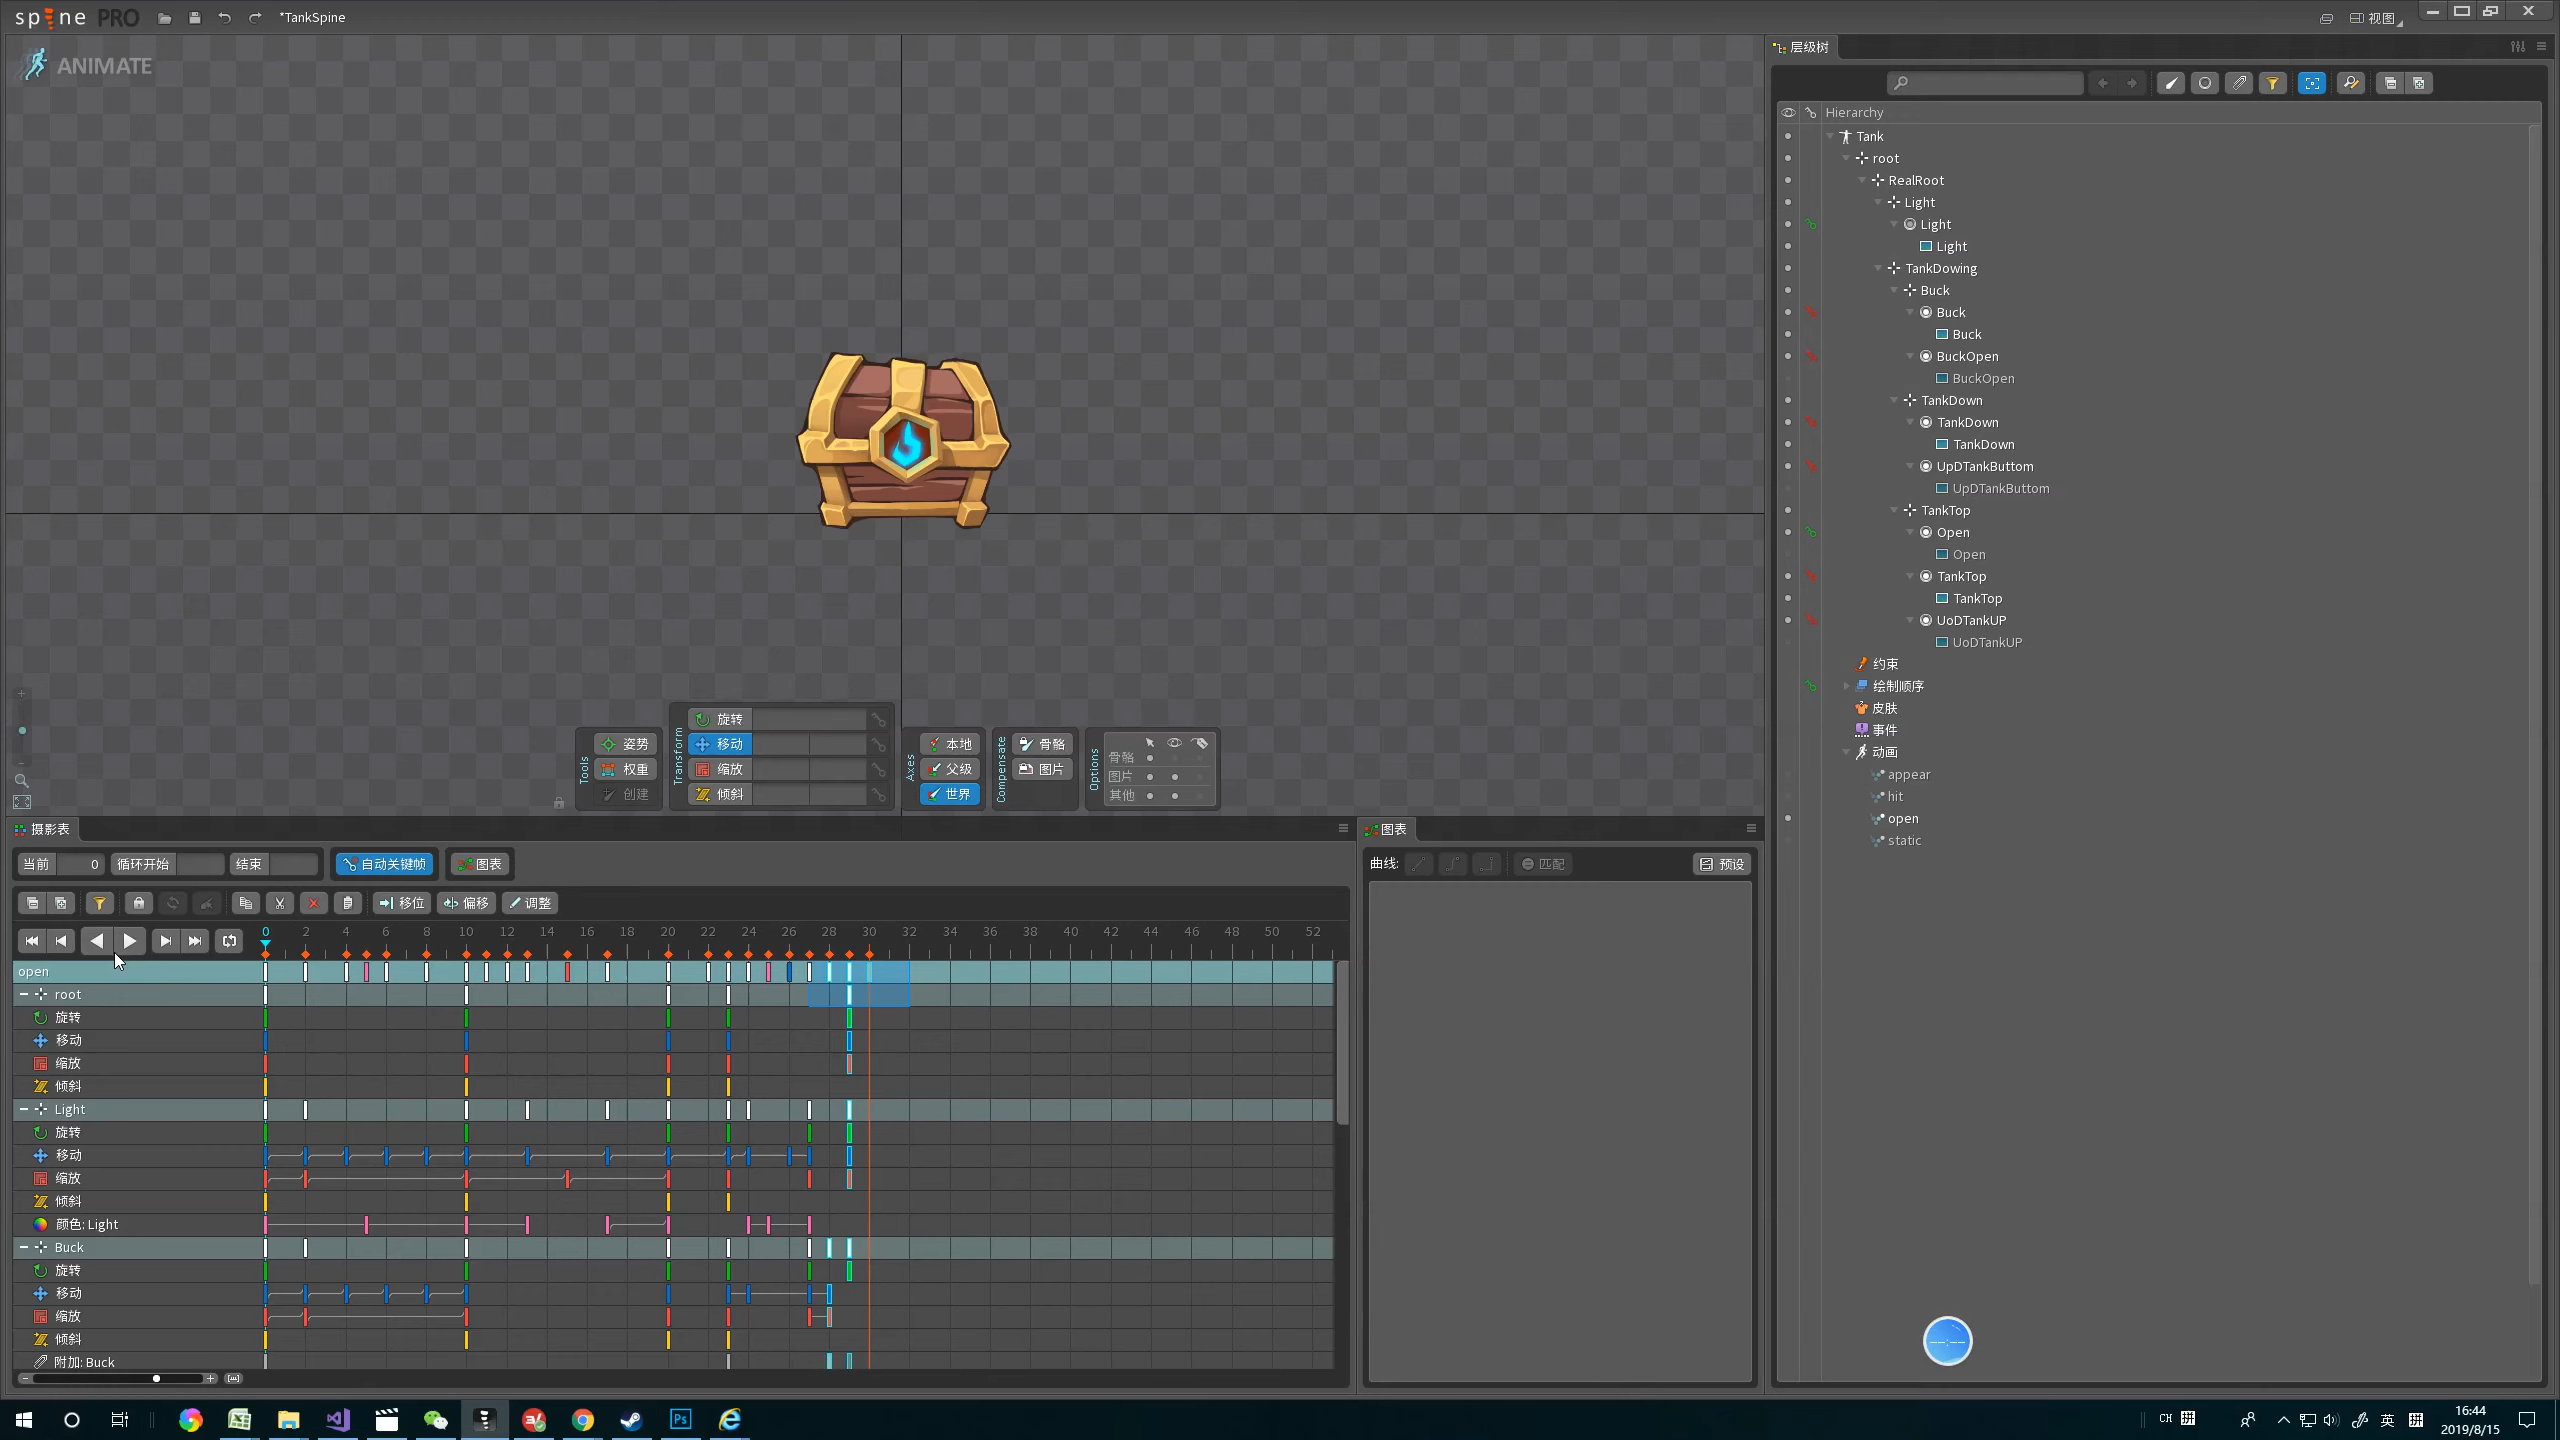 spine PRO *TankSpine 视图
ANIMATE
层级树
Hierarchy
Tank
root
RealRoot
Light
Light
Light
TankDowing
Buck
Buck
Buck
BuckOpen
BuckOpen
TankDown
TankDown
TankDown
UpDTankButtom
UpDTankButtom
TankTop
Open
Open
TankTop
TankTop
UoDTankUP
UoDTankUP
约束
绘制顺序
皮肤
事件
动画
appear
hit
open
static
Tools
姿势
权重
创建
Transform
旋转
移动
缩放
倾斜
Axes
本地
父级
世界
Compensate
骨骼
图片
Options
骨骼
图片
其他
摄影表
当前 0 循环开始 结束 自动关键帧 图表
移位 偏移 调整
0 2 4 6 8 10 12 14 16 18 20 22 24 26 28 30 32 34 36 38 40 42 44 46 48 50 52
open
root
旋转
移动
缩放
倾斜
Light
旋转
移动
缩放
倾斜
颜色: Light
Buck
旋转
移动
缩放
倾斜
附加: Buck
图表
曲线: 匹配 预设
Ps
CH 拼 英 拼
16:44
2019/8/15